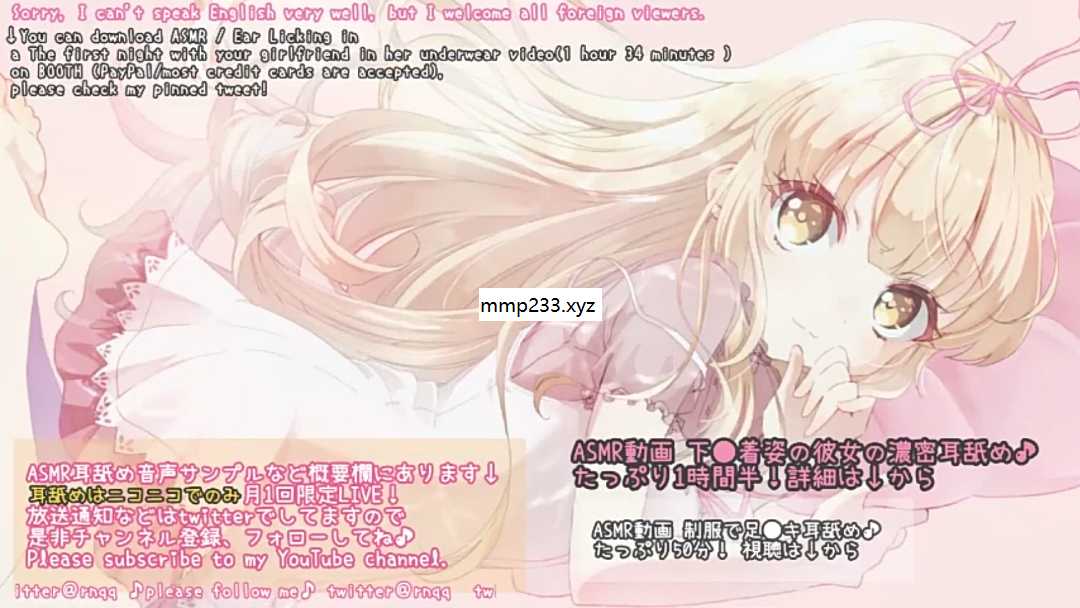 Sorry, I can't speak English very well, but I welcome all foreign viewers.
↓You can download ASMR / Ear Licking in
a The first night with your girlfriend in her underwear video(1 hour 34 minutes )
on BOOTH (PayPal/most credit cards are accepted),
please check my pinned tweet!
mmp233.xyz
ASMR動画 下●着姿の彼女の濃密耳舐め♪
たっぷり1時間半！詳細は↓から
ASMR耳舐め音声サンプルなど概要欄にあります↓
耳舐めはニコニコでのみ月1回限定LIVE！
放送通知などはtwitterでしてますので
是非チャンネル登録、フォローしてね♪
Please subscribe to my YouTube channel.
ASMR動画 制服で足●キ耳舐め♪
たっぷり50分！ 視聴は↓から
itter@rnqq ♪please follow me♪ twitter@rnqq tw